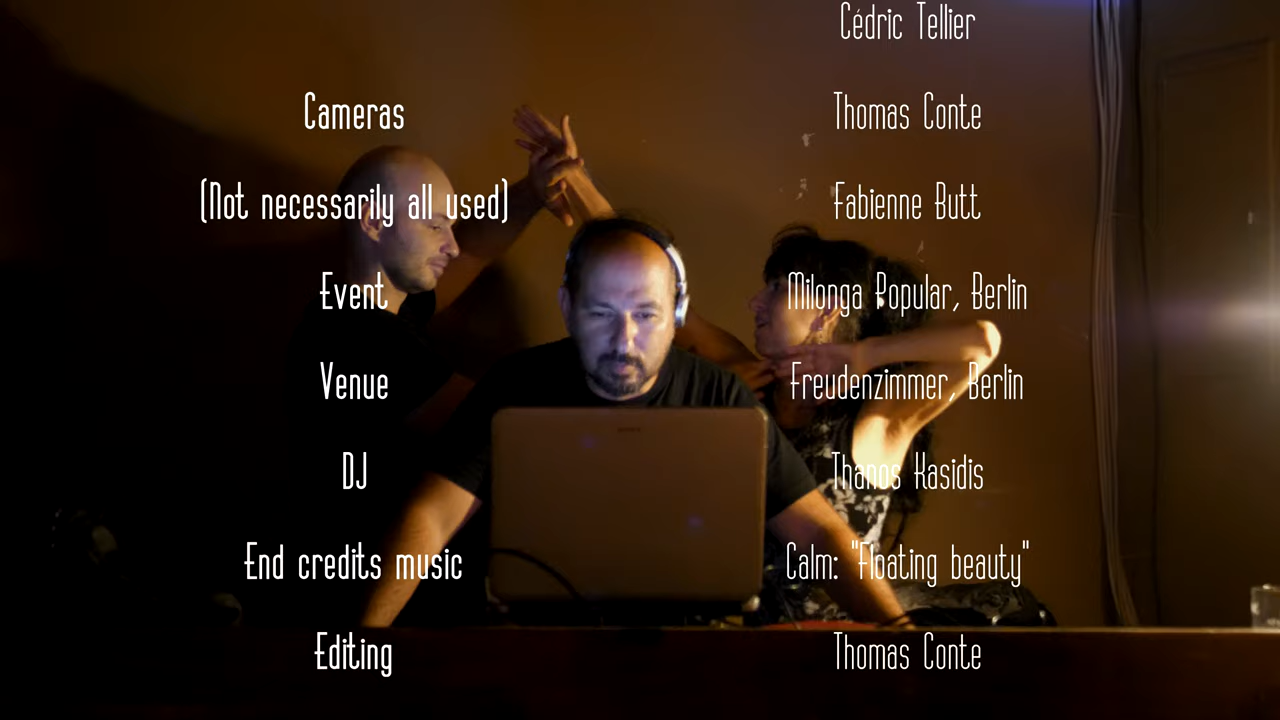 Cédric Tellier
Cameras Thomas Conte
(Not necessarily all used) Fabienne Butt
Event Milonga Popular, Berlin
Venue Freudenzimmer, Berlin
DJ Thanos Kasidis
End credits music Calm: "Floating beauty"
Editing Thomas Conte